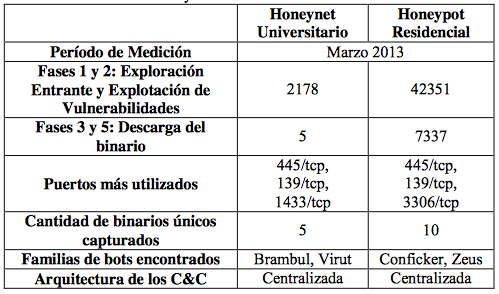 Honeynet Honeypot
Universitario Residencial
Período de Medición Marzo 2013
Fases 1 y 2: Exploración
Entrante y Explotación de 2178 42351
Vulnerabilidades
Fases 3 y 5: Descarga del
binario 5 7337
445/tcp, 445/tcp,
Puertos más utilizados 139/tcp, 139/tcp,
1433/tcp 3306/tcp
Cantidad de binarios únicos
capturados 5 10
Familias de bots encontrados Brambul, Virut Conficker, Zeus
Arquitectura de los C&C Centralizada Centralizada